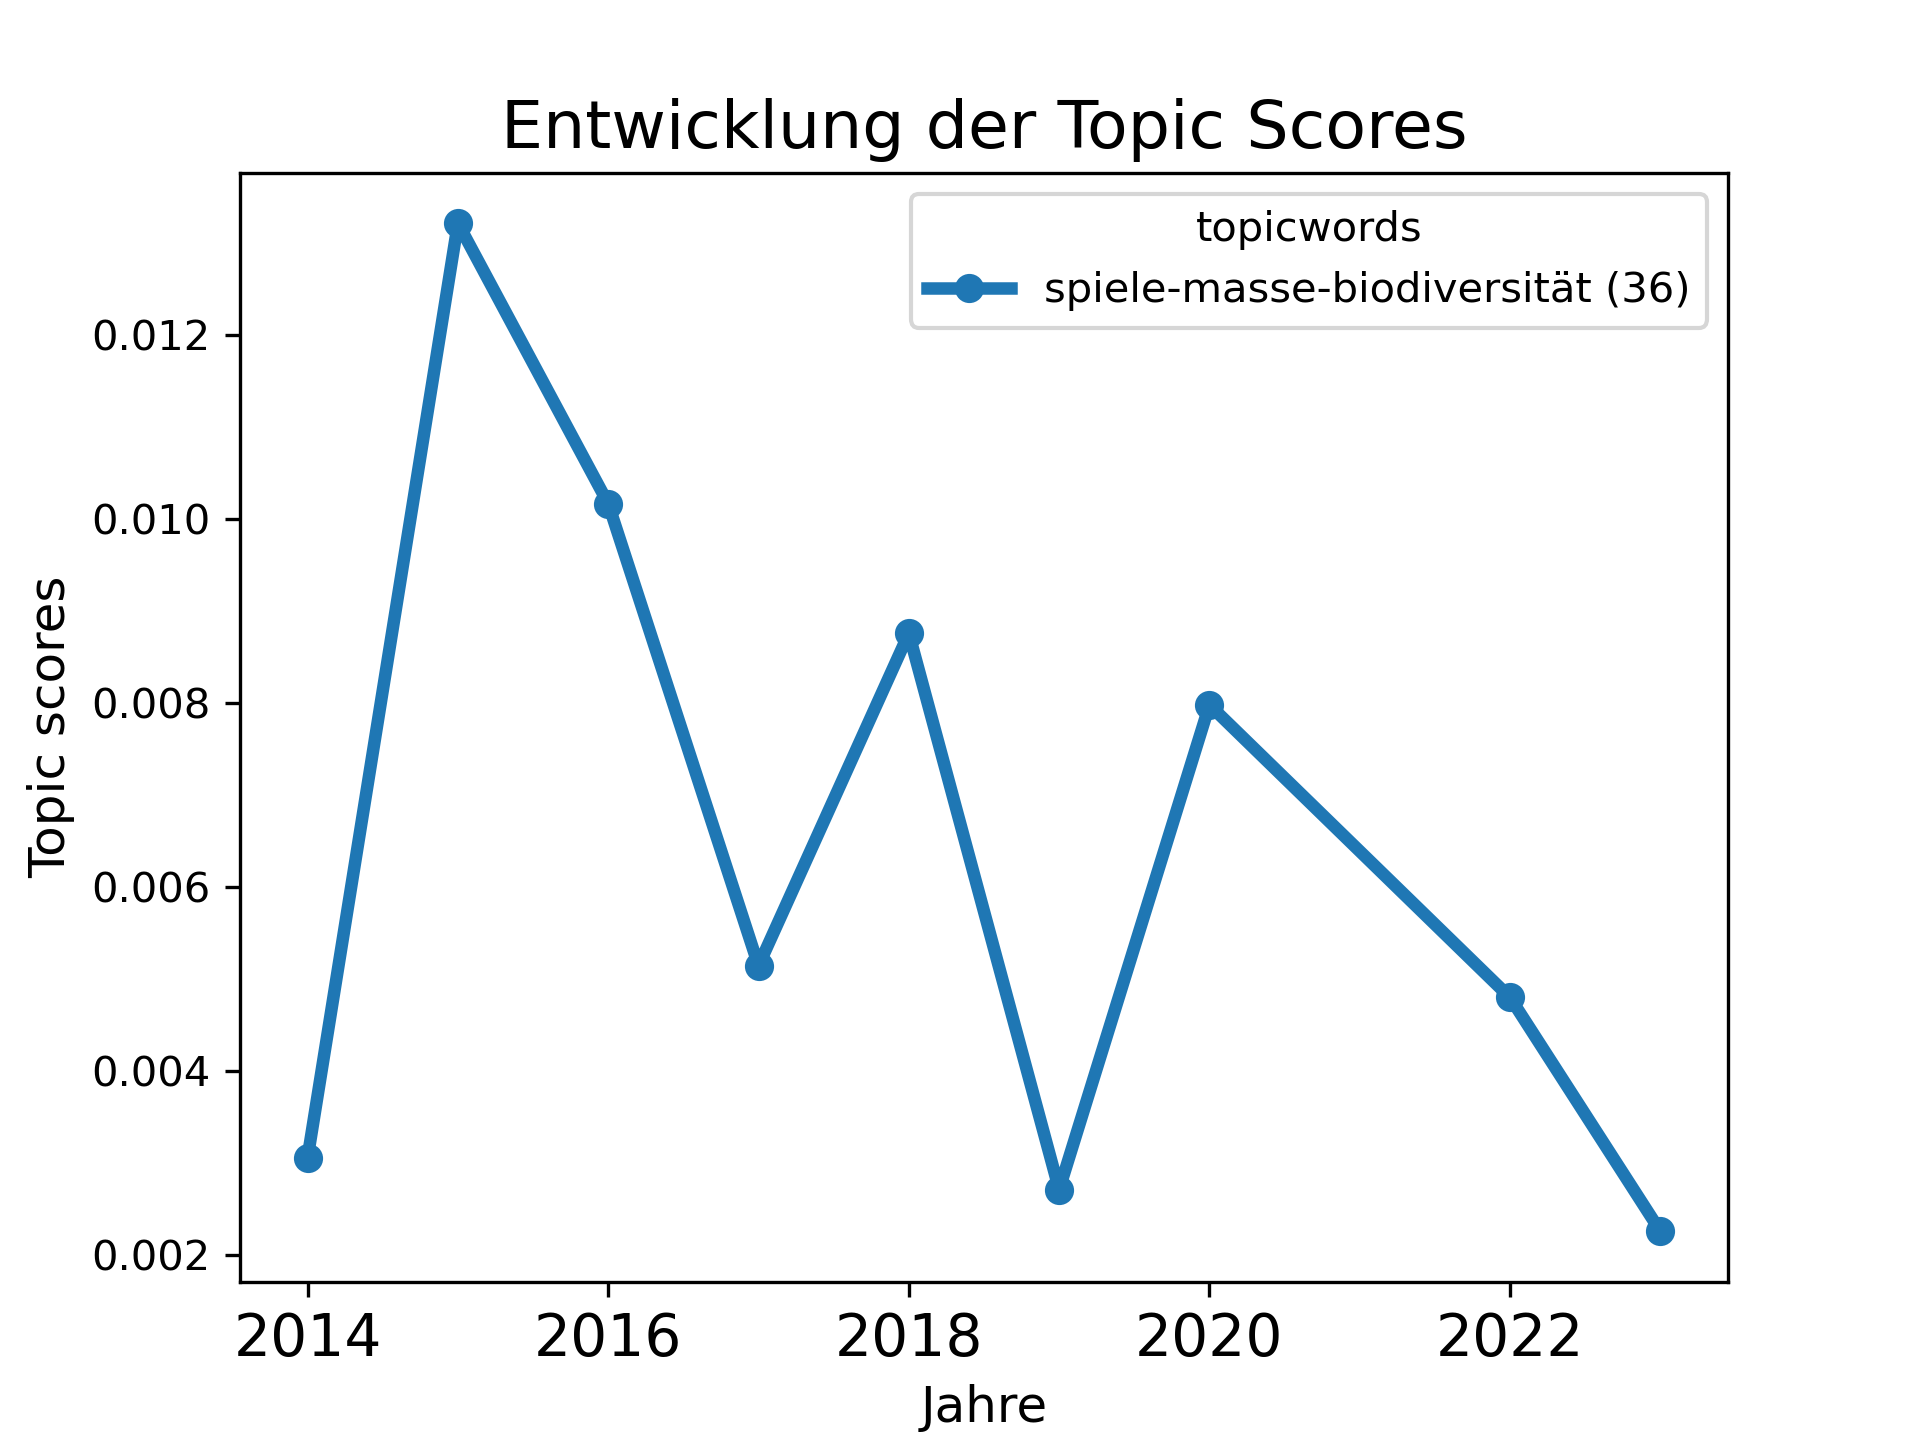 Entwicklung der Topic Scores
topicwords
spiele-masse-biodiversität (36)
0.012
0.010
0.008
0.006
0.004
0.002
Topic scores
2014 2016 2018 2020 2022
Jahre